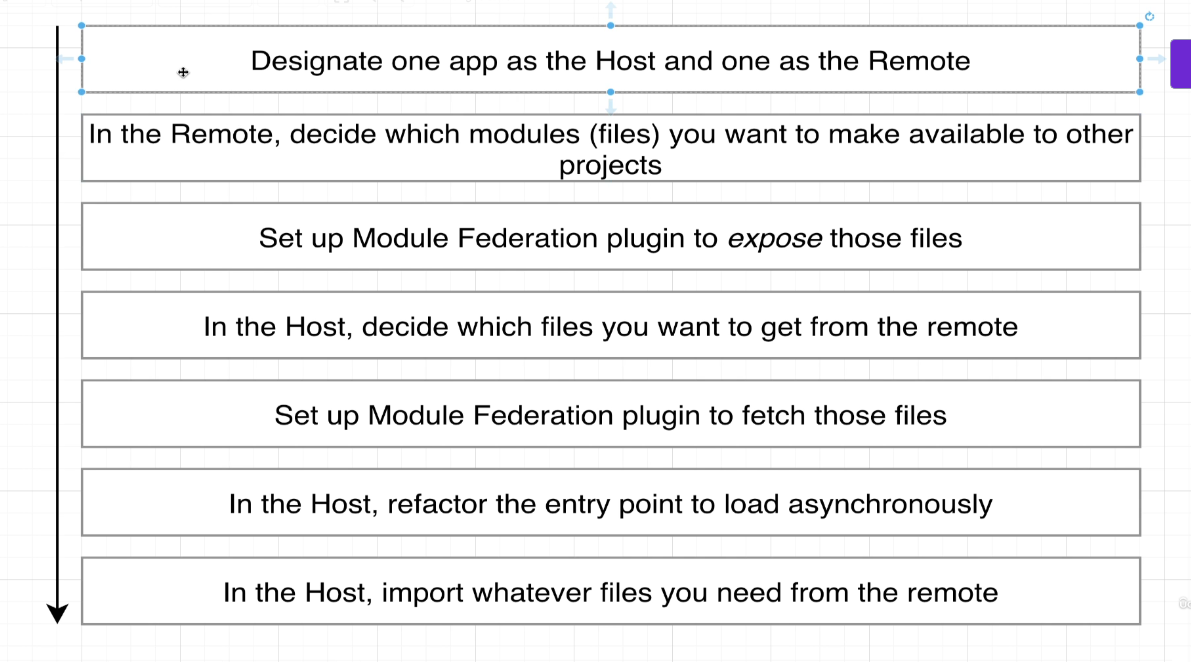 Designate one app as the Host and one as the Remote
In the Remote, decide which modules (files) you want to make available to other
projects
Set up Module Federation plugin to expose those files
In the Host, decide which files you want to get from the remote
Set up Module Federation plugin to fetch those files
In the Host, refactor the entry point to load asynchronously
In the Host, import whatever files you need from the remote